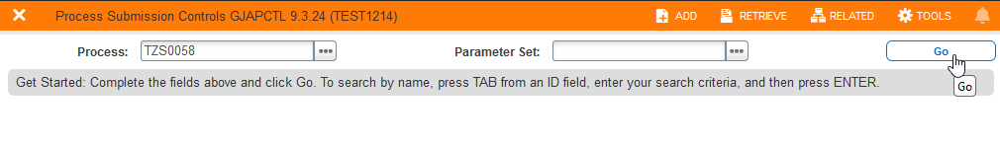 Process Submission Controls GJAPCTL 9.3.24 (TEST1214) ADD RETRIEVE RELATED TOOLS
Process: TZS0058 Parameter Set: Go
Get Started: Complete the fields above and click Go. To search by name, press TAB from an ID field, enter your search criteria, and then press ENTER.
Go